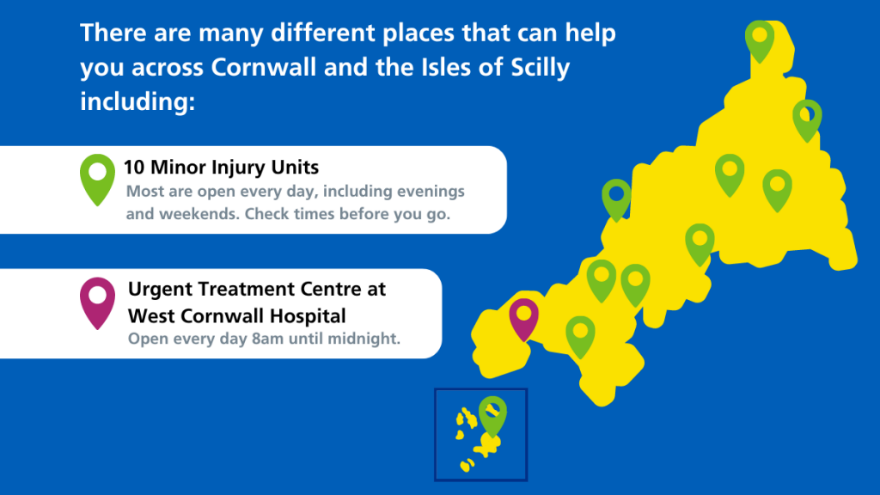 There are many different places that can help
you across Cornwall and the Isles of Scilly
including:
10 Minor Injury Units
Most are open every day, including evenings
and weekends. Check times before you go.
Urgent Treatment Centre at
West Cornwall Hospital
Open every day 8am until midnight.